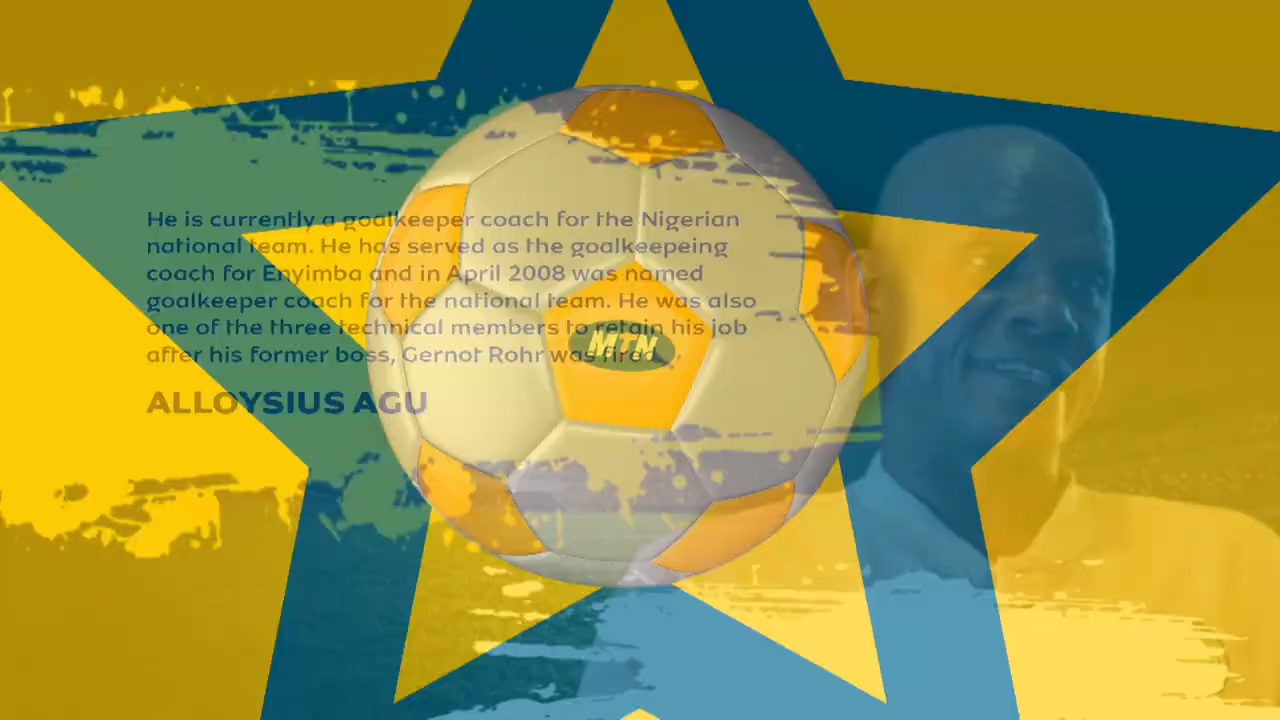 He is currently a goalkeeper coach for the Nigerian
national team. He has served as the goalkeepeing
coach for Enyimba and in April 2008 was named
goalkeeper coach for the national team. He was also
one of the three technical members to retain his job
after his former boss, Gernot Rohr was fired.
MTN
ALLOYSIUS AGU